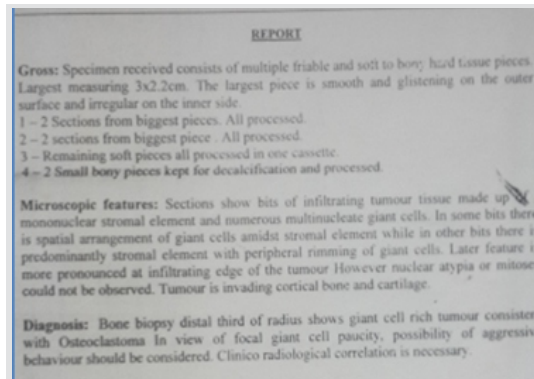 REPORT
Gross: Specimen received consists of multiple friable and soft to bony hard tissue pieces.
Largest measuring 3x2.2cm. The largest piece is smooth and glistening on the outer
surface and irregular on the inner side.
1 – 2 Sections from biggest pieces. All processed.
2 – 2 sections from biggest piece . All processed.
3 – Remaining soft pieces all processed in one cassette.
4 – 2 Small bony pieces kept for decalcification and processed.
Microscopic features: Sections show bits of infiltrating tumour tissue made up
mononuclear stromal element and numerous multinucleate giant cells. In some bits there
is spatial arrangement of giant cells amidst stromal element while in other bits there i
predominantly stromal element with peripheral rimming of giant cells. Later feature i
more pronounced at infiltrating edge of the tumour However nuclear atypia or mitose
could not be observed. Tumour is invading cortical bone and cartilage.
Diagnosis: Bone biopsy distal third of radius shows giant cell rich tumour consisten
with Osteoclastoma In view of focal giant cell paucity, possibility of aggressiv
behaviour should be considered. Clinico radiological correlation is necessary.